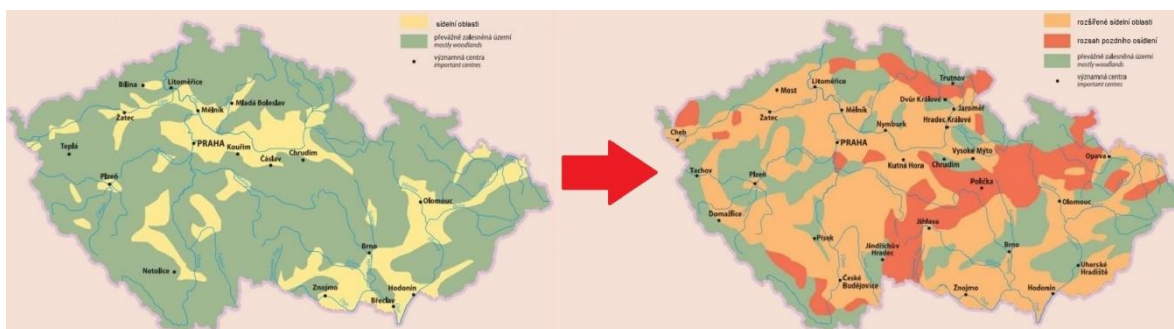 sídelní oblasti
převážně zalesněná území
mostly woodlands
významná centra
important centres
Bílina
Litoměřice
Mladá Boleslav
Žatec
Mělník
Teplá
PRAHA
Kouřim
Čáslav
Chrudim
Plzeň
Olomouc
Brno
Netolice
Znojmo
Hodonín
Břeclav
rozšířené sídelní oblasti
rozsah pozdního osídlení
převážně zalesněná území
mostly woodlands
významná centra
important centres
Trutnov
Litoměřice
Most
Dvůr Králové
Jaroměř
Žatec
Mělník
Hradec Králové
Nymburk
Cheb
PRAHA
Vysoké Mýto
Kutná Hora
Chrudim
Opava
Tachov
Plzeň
Polička
Olomouc
Domažlice
Jihlava
Písek
Brno
Jindřichův
Hradec
Uherské
Hradiště
České
Budějovice
Znojmo
Hodonín